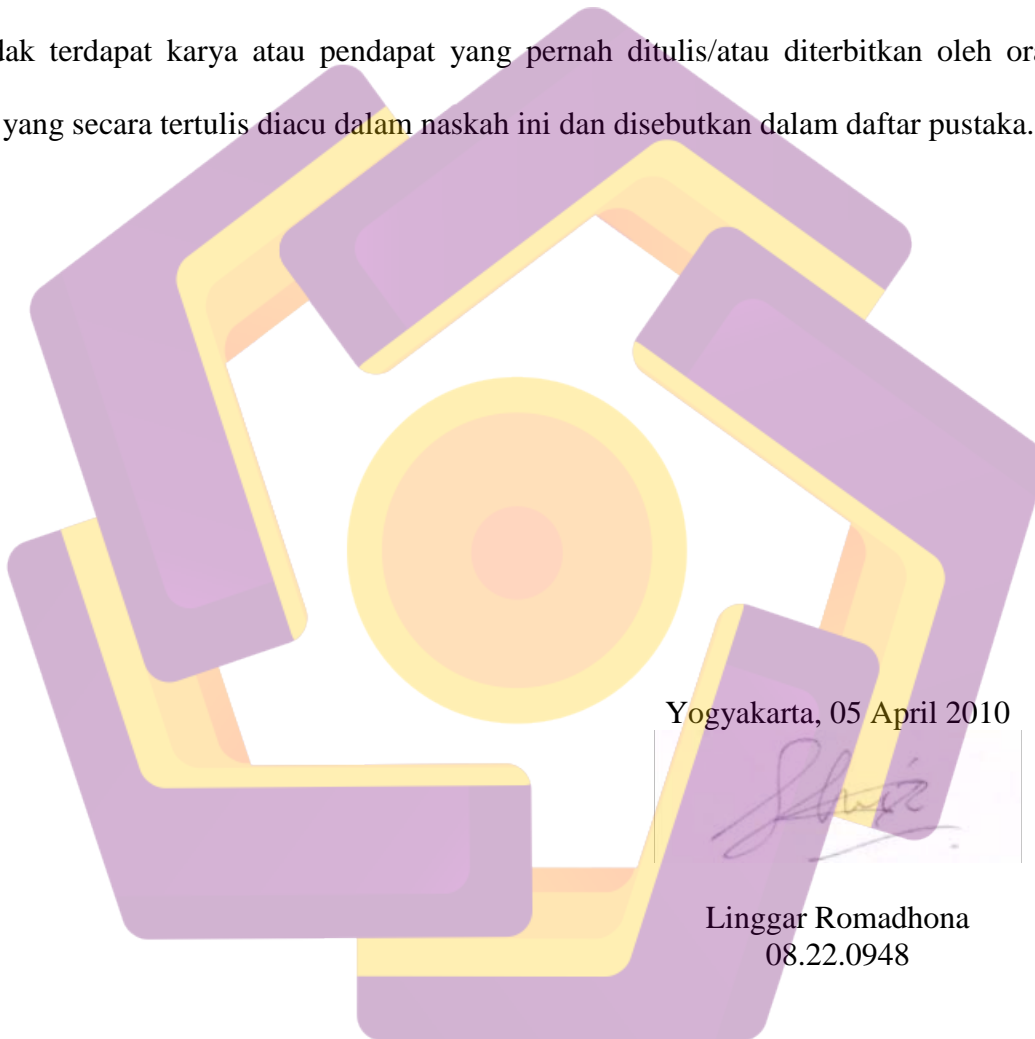 dak terdapat karya atau pendapat yang pernah ditulis/atau diterbitkan oleh ora
yang secara tertulis diacu dalam naskah ini dan disebutkan dalam daftar pustaka.
Yogyakarta, 05 April 2010
Linggar Romadhona
08.22.0948